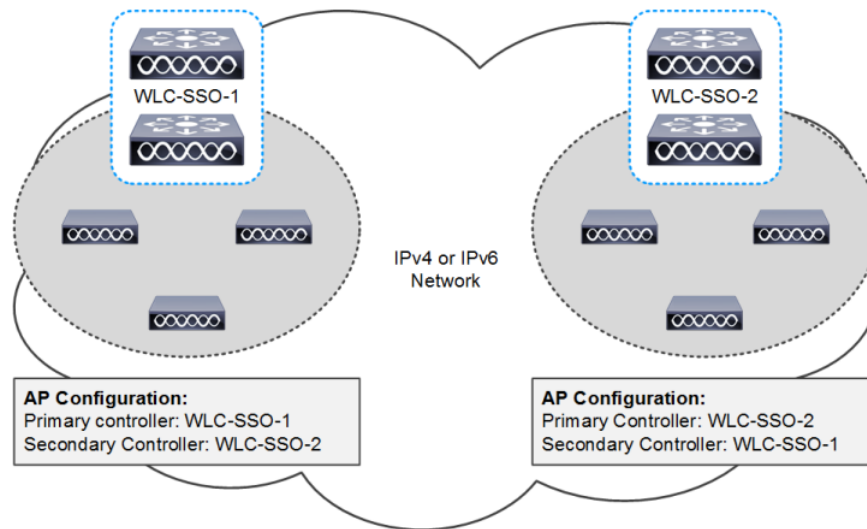 WLC-SSO-1
WLC-SSO-2
IPv4 or IPv6
Network
AP Configuration:
Primary controller: WLC-SSO-1
Secondary Controller: WLC-SSO-2
AP Configuration:
Primary controller: WLC-SSO-2
Secondary Controller: WLC-SSO-1